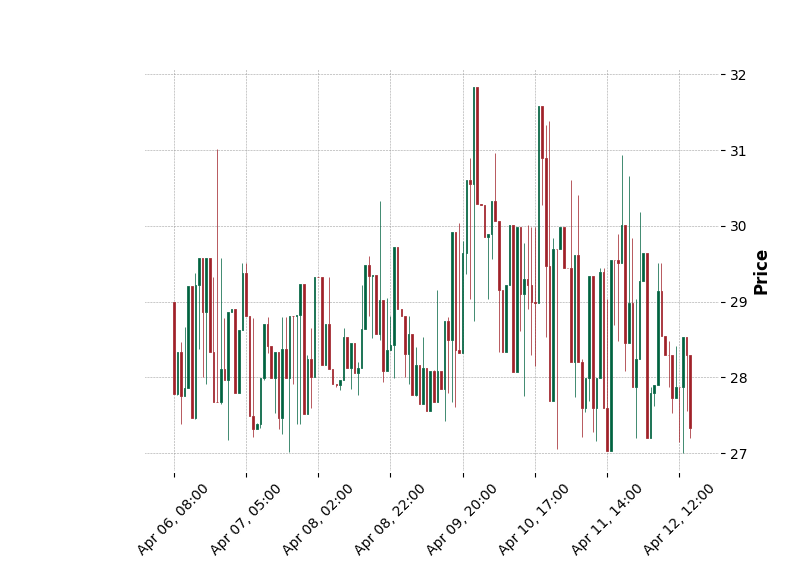 32
31
30
29
28
27
Price
Apr 06, 08:00
Apr 07, 05:00
Apr 08, 02:00
Apr 08, 22:00
Apr 09, 20:00
Apr 10, 17:00
Apr 11, 14:00
Apr 12, 12:00